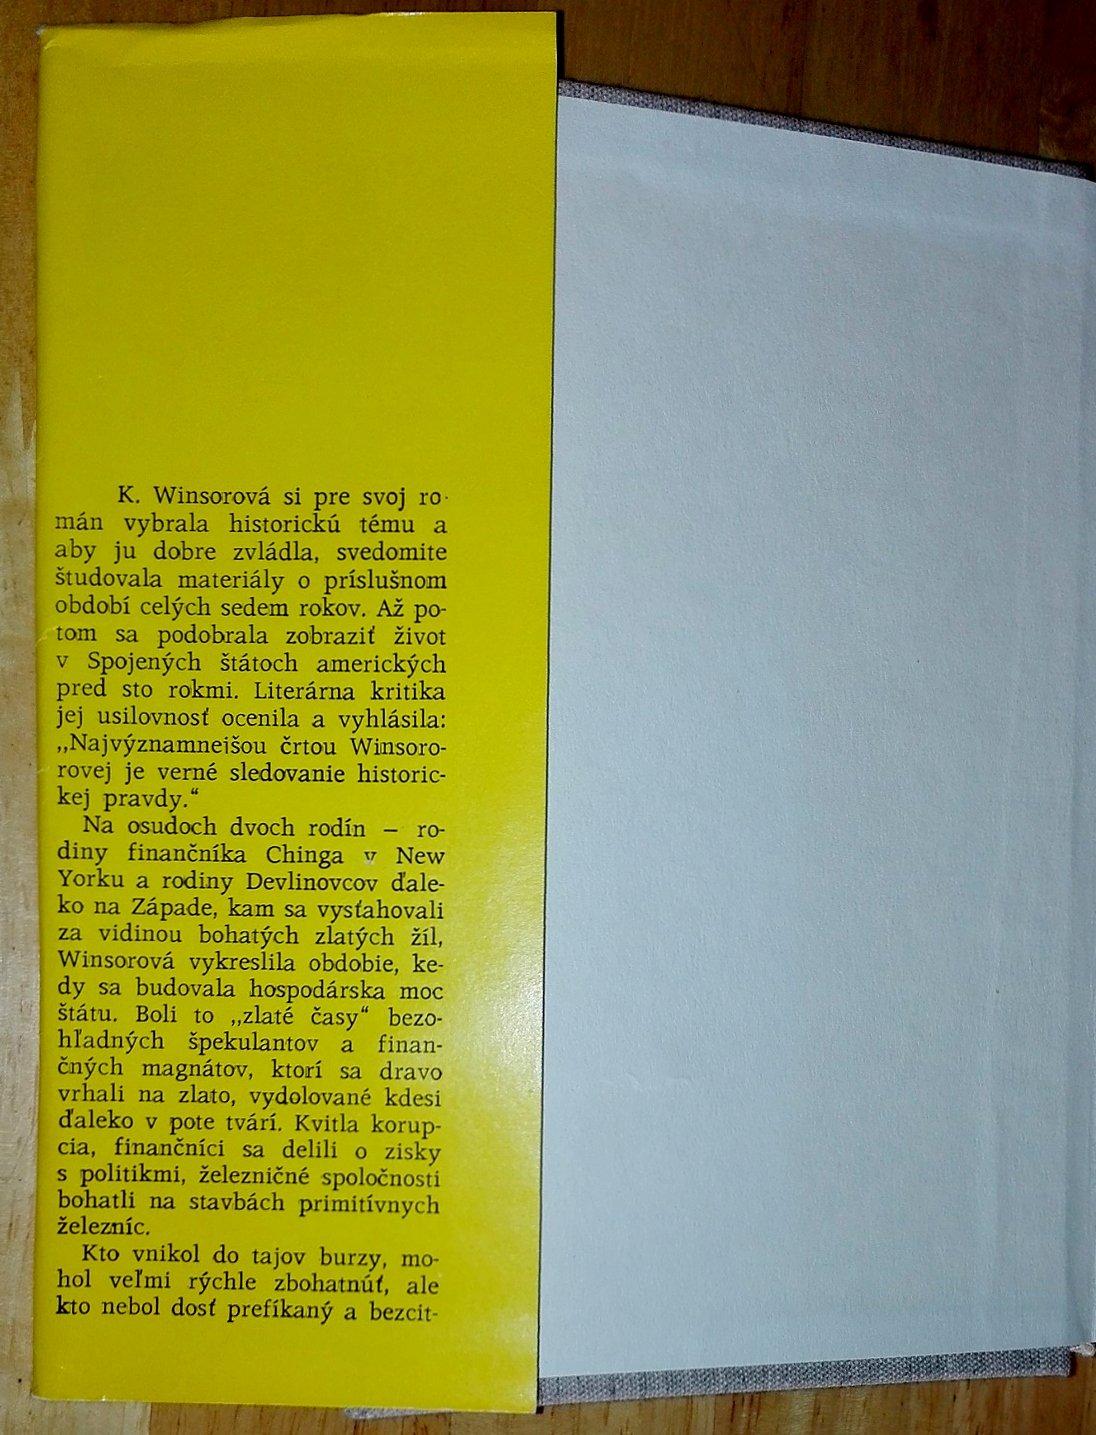 K. Winsorová si pre svoj ro-
mán vybrala historickú tému a
aby ju dobre zvládla, svedomite
študovala materiály o príslušnom
období celých sedem rokov. Až po-
tom sa podobrala zobraziť život
v Spojených štátoch amerických
pred sto rokmi. Literárna kritika
jej usilovnosť ocenila a vyhlásila:
„Najvýznamnejšou črtou Winsoro-
rovej je verné sledovanie historic-
kej pravdy.“
Na osudoch dvoch rodín – ro-
diny finančníka Chinga v New
Yorku a rodiny Devlinovcov ďale-
ko na Západe, kam sa vysťahovali
za vidinou bohatých zlatých žíl,
Winsorová vykreslila obdobie, ke-
dy sa budovala hospodárska moc
štátu. Boli to „zlaté časy“ bezo-
hľadných špekulantov a finan-
čných magnátov, ktorí sa dravo
vrhali na zlato, vydolované kdesi
ďaleko v pote tvárí. Kvitla korup-
cia, finančníci sa delili o zisky
s politikmi, železničné spoločnosti
bohatli na stavbách primitívnych
železníc.
Kto vnikol do tajov burzy, mo-
hol veľmi rýchle zbohatnúť, ale
kto nebol dosť prefíkaný a bezcit-